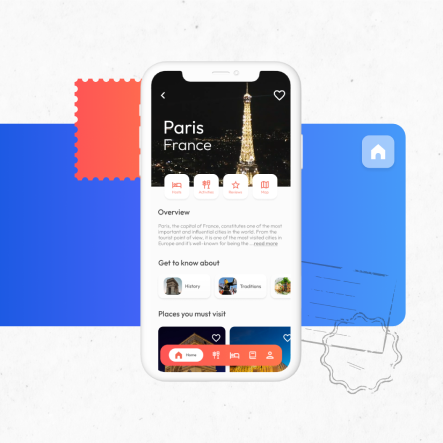 Paris
France
Hotels
Activities
Reviews
Map
Overview
Paris, the capital of France, constitutes one of the most
important and influential cities in the world. From the
tourist point of view, it is one of the most visited cities in
Europe and it's well-known for being the ... read more
Get to know about
History
Traditions
Places you must visit
Home